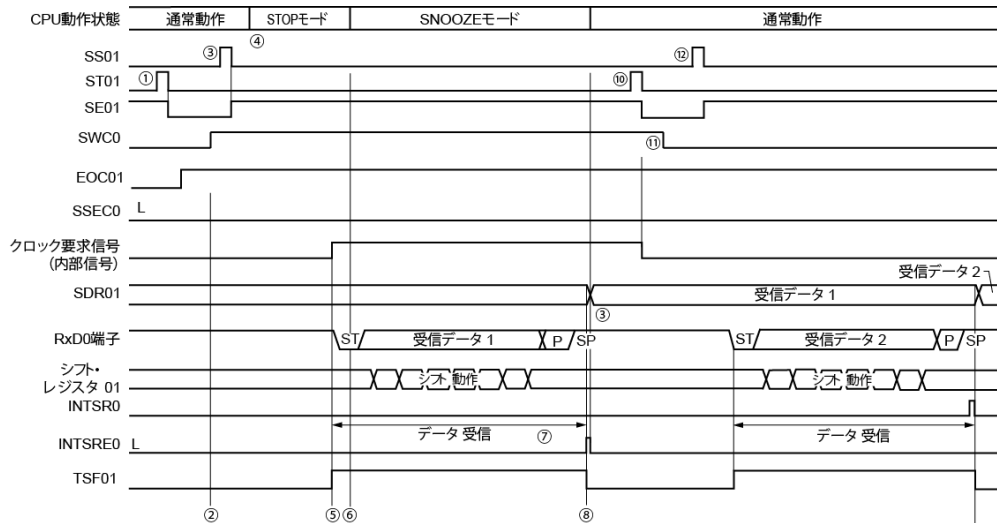 CPU動作状態 通常動作 STOPモード SNOOZEモード 通常動作
④
SS01 ③ ⑫
ST01 ① ⑩
SE01
SWC0 ⑪
EOC01
SSEC0 L
クロック要求信号
(内部信号)
受信データ 2
SDR01 受信データ 1
③
RxD0端子 ST 受信データ 1 P SP ST 受信データ 2 P SP
シフト・
レジスタ 01 シフト 動作 シフト 動作
INTSR0
データ 受信 ⑦ データ 受信
INTSRE0 L
TSF01
② ⑤ ⑥ ⑧